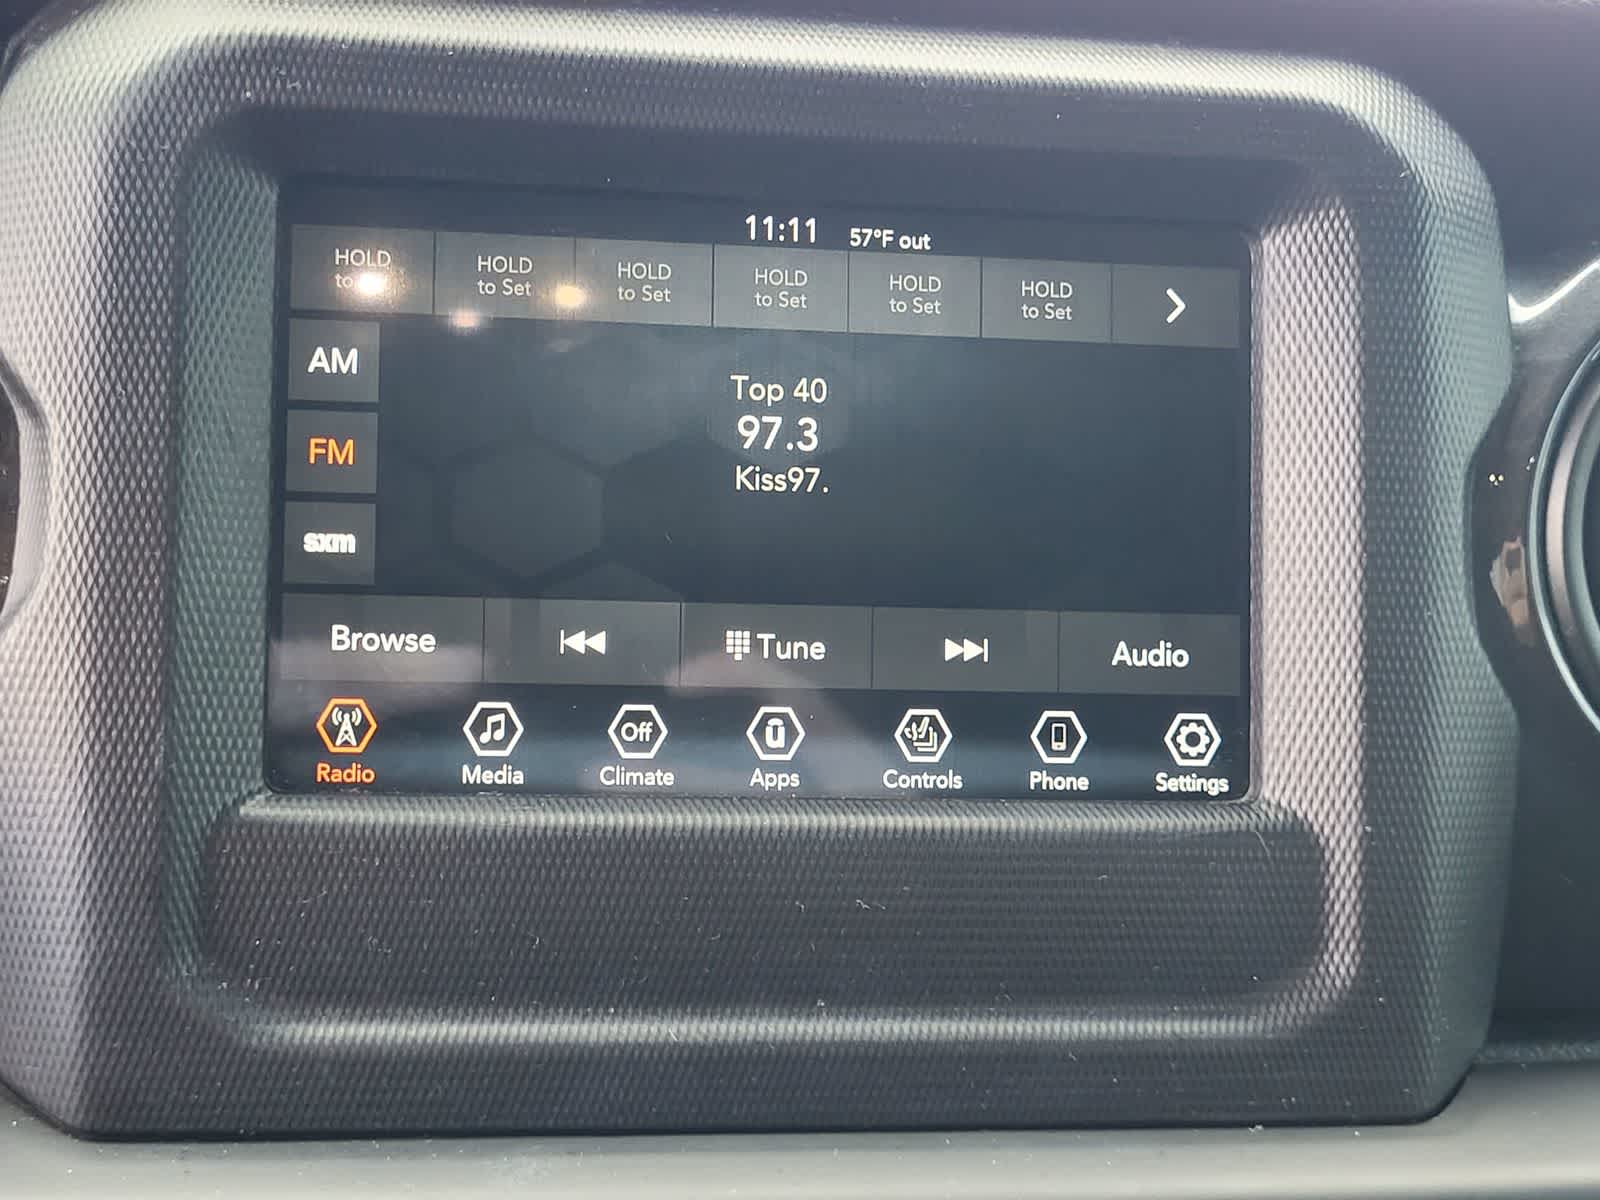 11:11 57°F out
HOLD
to
HOLD
to Set
HOLD
to Set
HOLD
to Set
HOLD
to Set
HOLD
to Set
AM
FM
sxm
Top 40
97.3
Kiss97.
Browse
Tune
Audio
Radio
Media
Off
Climate
u
Apps
Controls
Phone
Settings